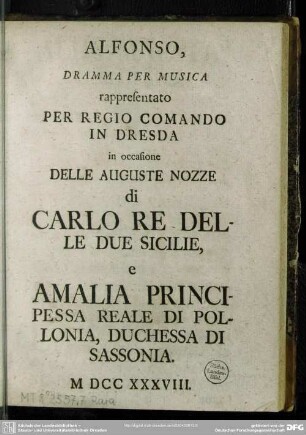 ALFONSO,
DRAMMA PER MUSICA
rappreſentato
PER REGIO COMANDO
IN DRESDA
in occaſione
DELLE AUGUSTE NOZZE
di
CARLO RE DEL-
LE DUE SICILIE,
e
AMALIA PRINCI-
PESSA REALE DI POL-
LONIA, DUCHESSA DI
SASSONIA.
M DCC XXXVIII.